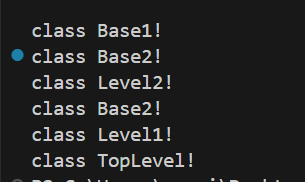 class Base1!
class Base2!
class Level2!
class Base2!
class Level1!
class TopLevel!